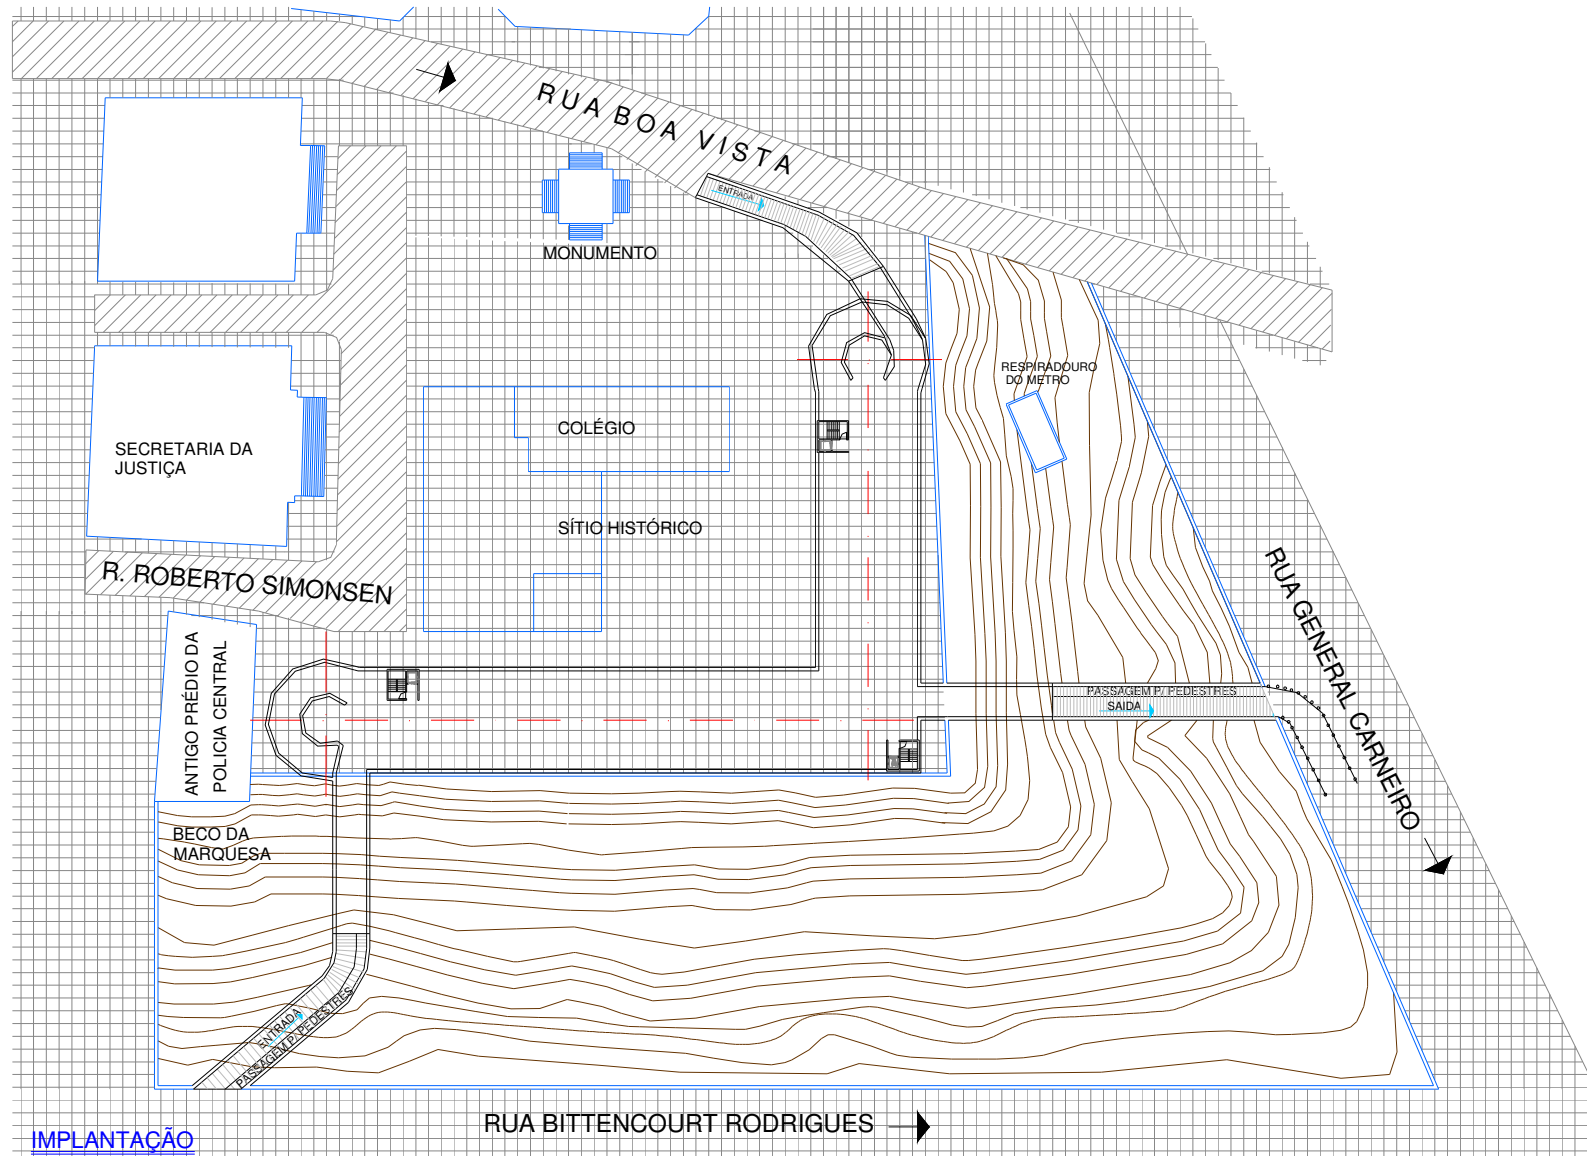 RUA BOA VISTA
ENTRADA
MONUMENTO
RESPIRADOURO
DO METRO
COLÉGIO
SECRETARIA DA
JUSTIÇA
SÍTIO HISTÓRICO
R. ROBERTO SIMONSEN
RUA GENERAL CARNEIRO
ANTIGO PRÉDIO DA
POLICIA CENTRAL
PASSAGEM P/ PEDESTRES
SAIDA
BECO DA
MARQUESA
ENTRADA
PASSAGEM P/ PEDESTRES
RUA BITTENCOURT RODRIGUES
IMPLANTAÇÃO